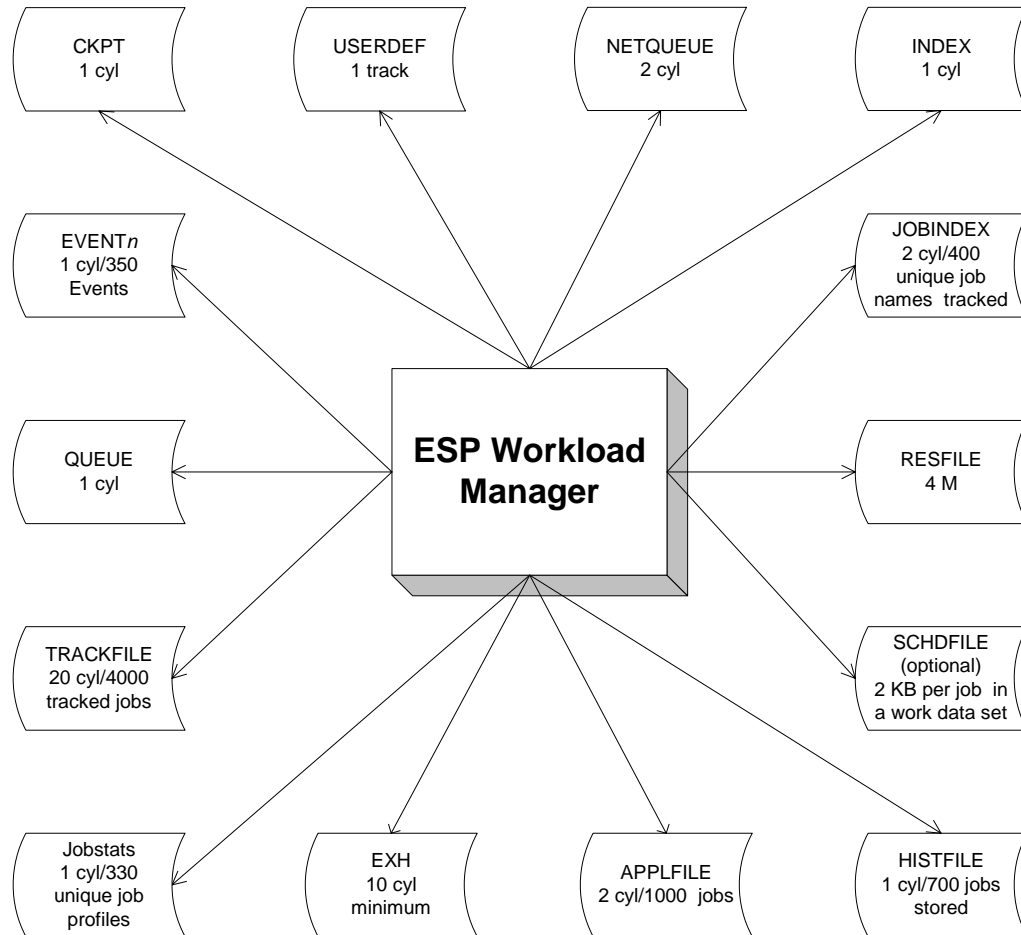 CKPT
1 cyl
USERDEF
1 track
NETQUEUE
2 cyl
INDEX
1 cyl
EVENTn
1 cyl/350
Events
JOBINDEX
2 cyl/400
unique job
names tracked
ESP Workload
Manager
QUEUE
1 cyl
RESFILE
4 M
TRACKFILE
20 cyl/4000
tracked jobs
SCHDFILE
(optional)
2 KB per job in
a work data set
Jobstats
1 cyl/330
unique job
profiles
EXH
10 cyl
minimum
APPLFILE
2 cyl/1000 jobs
HISTFILE
1 cyl/700 jobs
stored